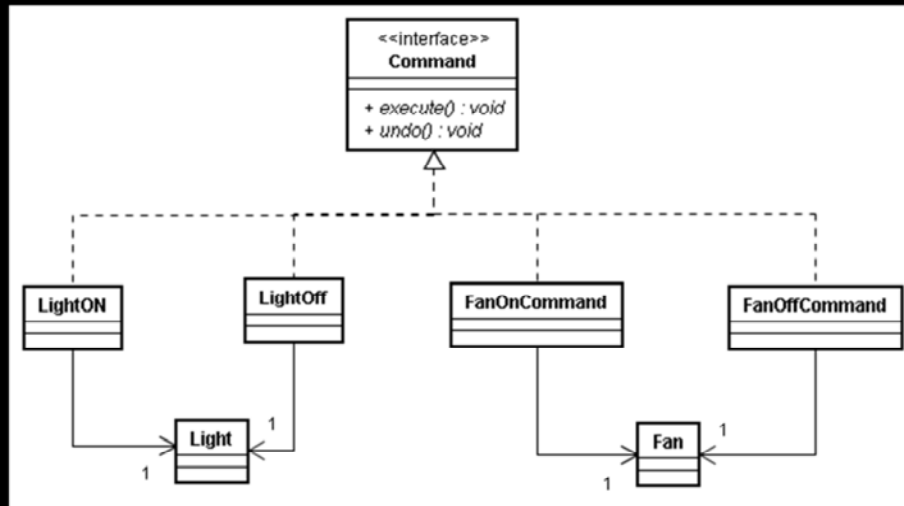 <<interface>>
Command
+ execute() : void
+ undo() : void
LightON
LightOff
FanOnCommand
FanOffCommand
Light
1
1
Fan
1
1